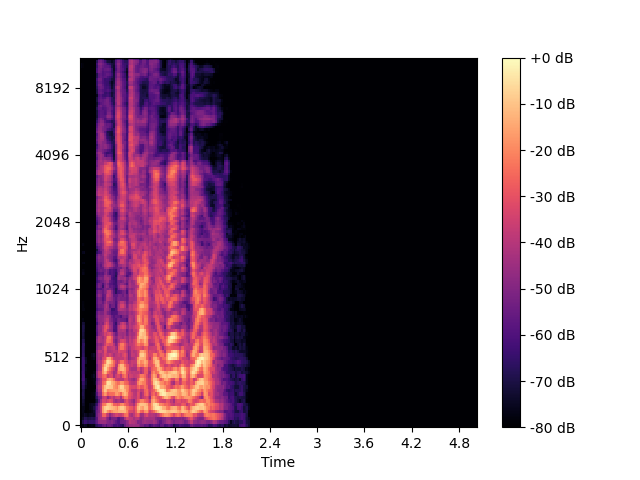 +0 dB
8192
-10 dB
4096
-20 dB
-30 dB
2048
Hz
-40 dB
1024
-50 dB
-60 dB
512
-70 dB
0
-80 dB
0 0.6 1.2 1.8 2.4 3 3.6 4.2 4.8
Time